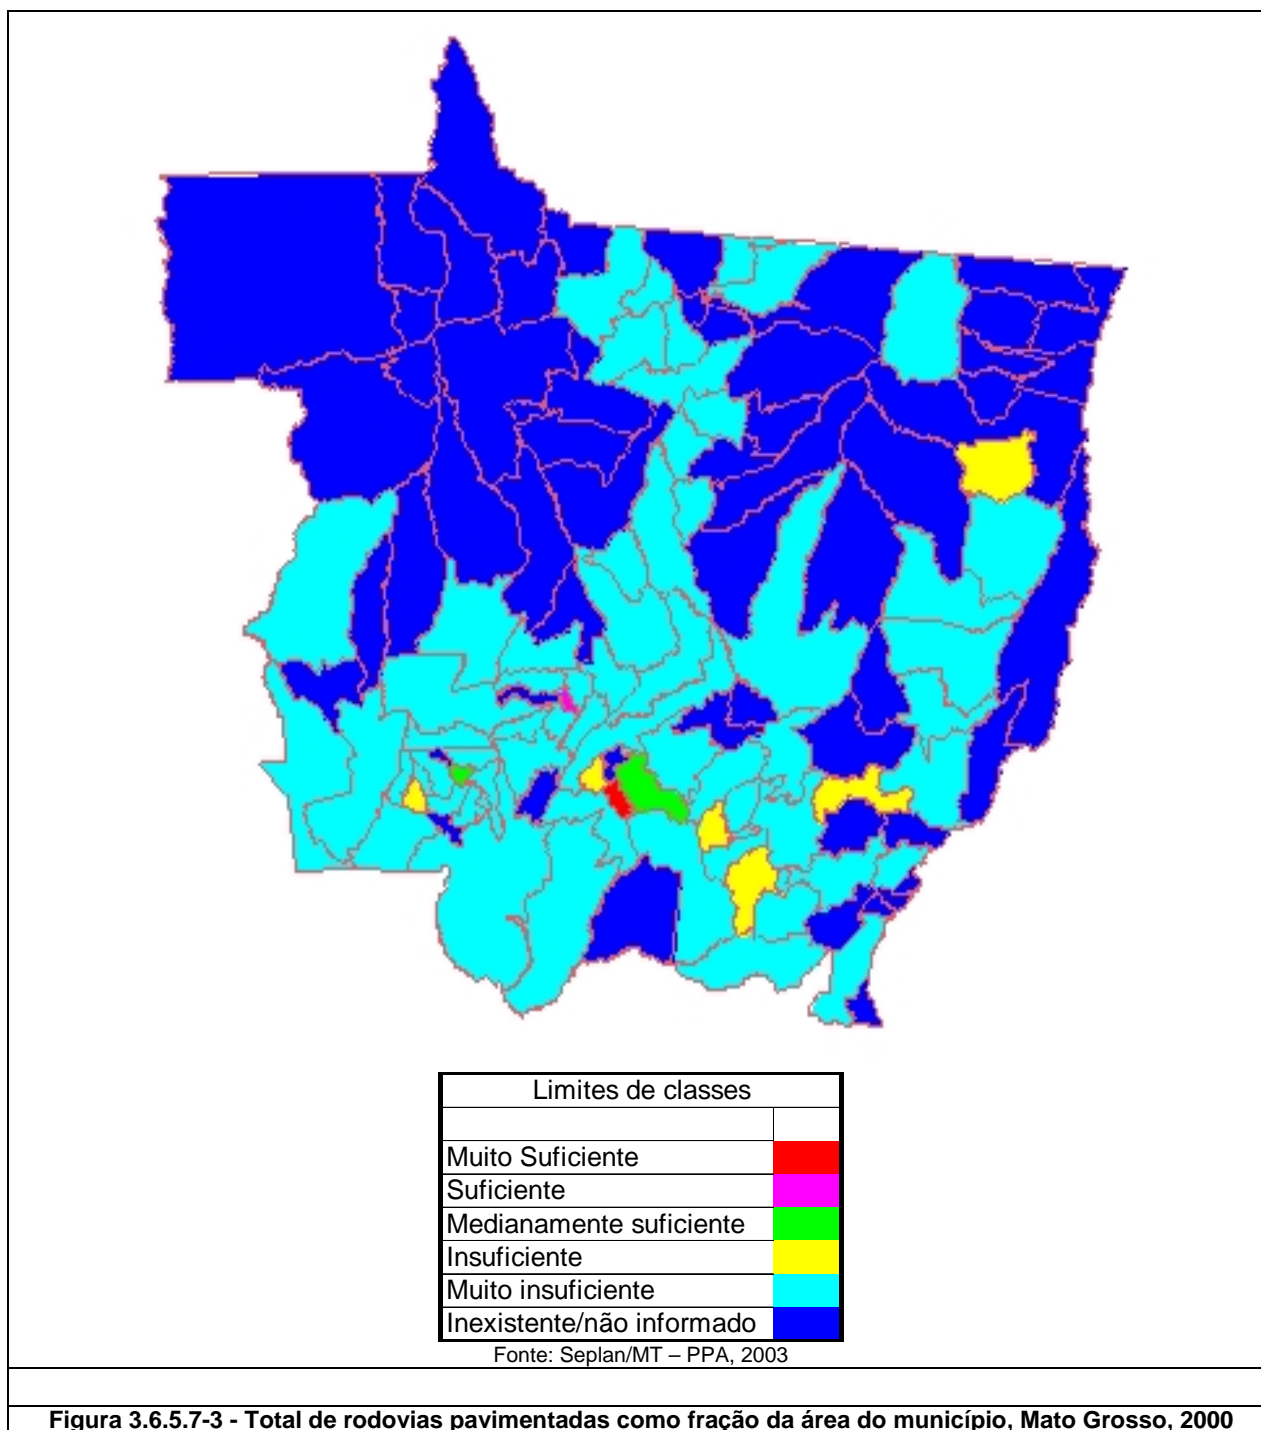 Limites de classes
Muito Suficiente
Suficiente
Medianamente suficiente
Insuficiente
Muito insuficiente
Inexistente/não informado
Fonte: Seplan/MT – PPA, 2003
Figura 3.6.5.7-3 - Total de rodovias pavimentadas como fração da área do município, Mato Grosso, 2000